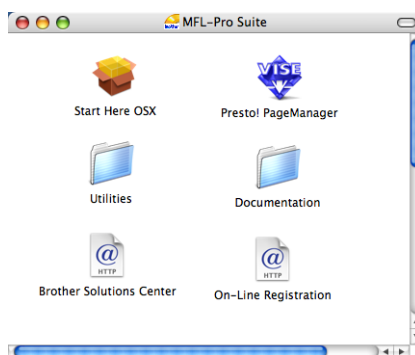 MFL-Pro Suite
VISE
Start Here OSX
Presto! PageManager
Utilities
Documentation
@
HTTP
@
HTTP
Brother Solutions Center
On-Line Registration